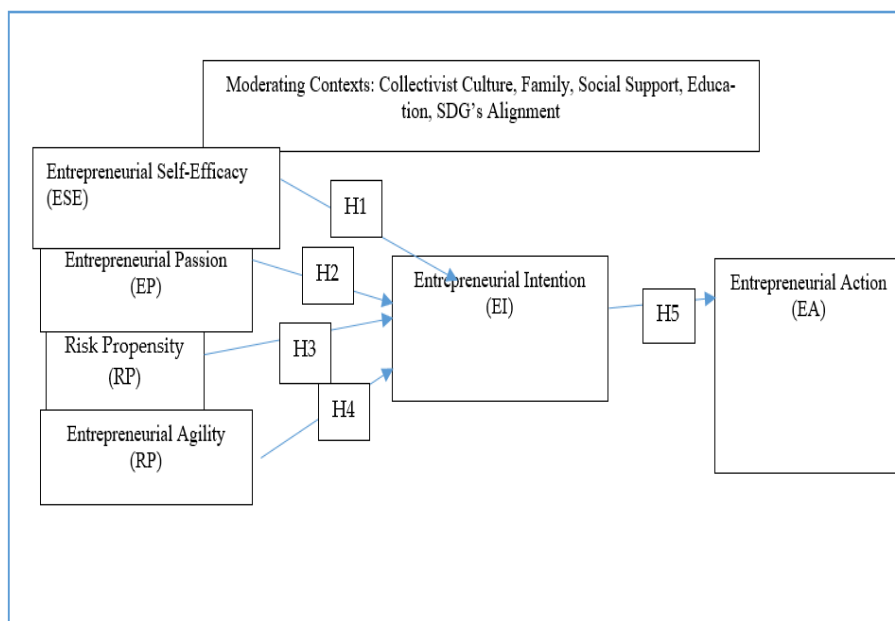 Moderating Contexts: Collectivist Culture, Family, Social Support, Educa-
tion, SDG's Alignment
Entrepreneurial Self-Efficacy
(ESE)
H1
Entrepreneurial Passion
(EP)
H2
Risk Propensity
(RP)
H3
Entrepreneurial Agility
(RP)
H4
Entrepreneurial Intention
(EI)
H5
Entrepreneurial Action
(EA)